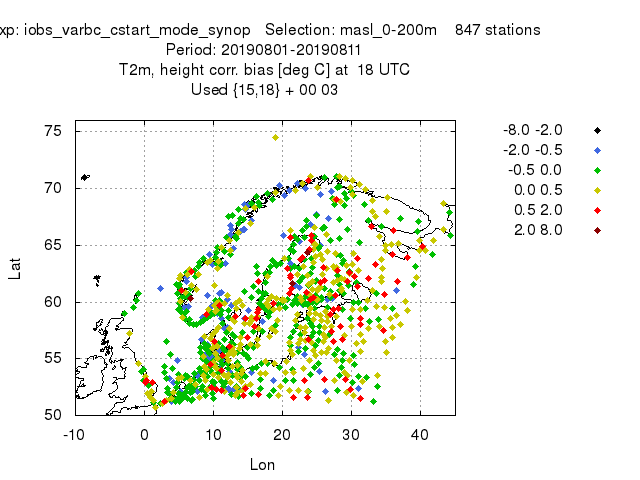 xp: iobs_varbc_cstart_mode_synop Selection: masl_0-200m 847 stations
Period: 20190801-20190811
T2m, height corr. bias [deg C] at 18 UTC
Used {15,18} + 00 03
75
70
65
60
55
50
Lat
-10 0 10 20 30 40
Lon
-8.0 -2.0
-2.0 -0.5
-0.5 0.0
0.0 0.5
0.5 2.0
2.0 8.0